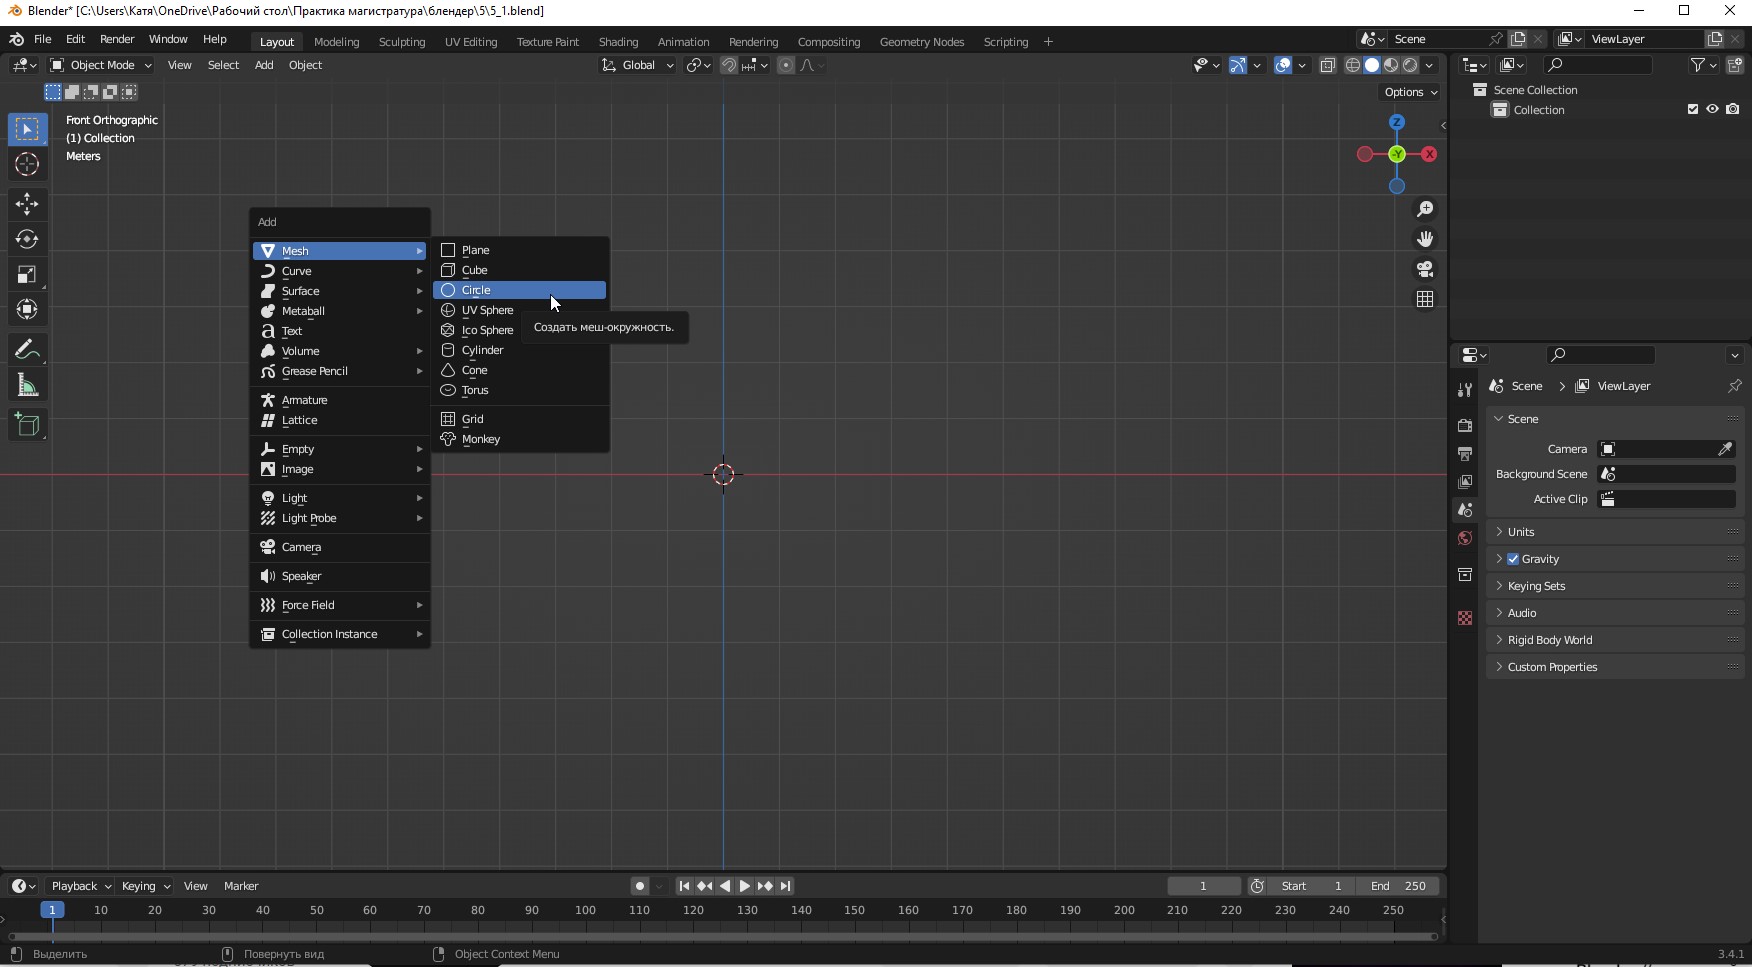 Blender* [C:\Users\Катя\OneDrive\Рабочий стол\Практика магистратура\блендер\5\5_1.blend]
File Edit Render Window Help Layout Modeling Sculpting UV Editing Texture Paint Shading Animation Rendering Compositing Geometry Nodes Scripting + Scene ViewLayer
Object Mode View Select Add Object Global
Options
Scene Collection
Collection
Front Orthographic
(1) Collection
Meters
Z
-Y
X
Add
Mesh
Curve
Surface
Metaball
Text
Volume
Grease Pencil
Armature
Lattice
Empty
Image
Light
Light Probe
Camera
Speaker
Force Field
Collection Instance
Plane
Cube
Circle
UV Sphere
Ico Sphere
Cylinder
Cone
Torus
Grid
Monkey
Создать меш-окружность.
Scene > ViewLayer
Scene
Camera
Background Scene
Active Clip
Units
Gravity
Keying Sets
Audio
Rigid Body World
Custom Properties
Playback Keying View Marker 1 Start 1 End 250
1 10 20 30 40 50 60 70 80 90 100 110 120 130 140 150 160 170 180 190 200 210 220 230 240 250
Выделить Повернуть вид Object Context Menu 3.4.1